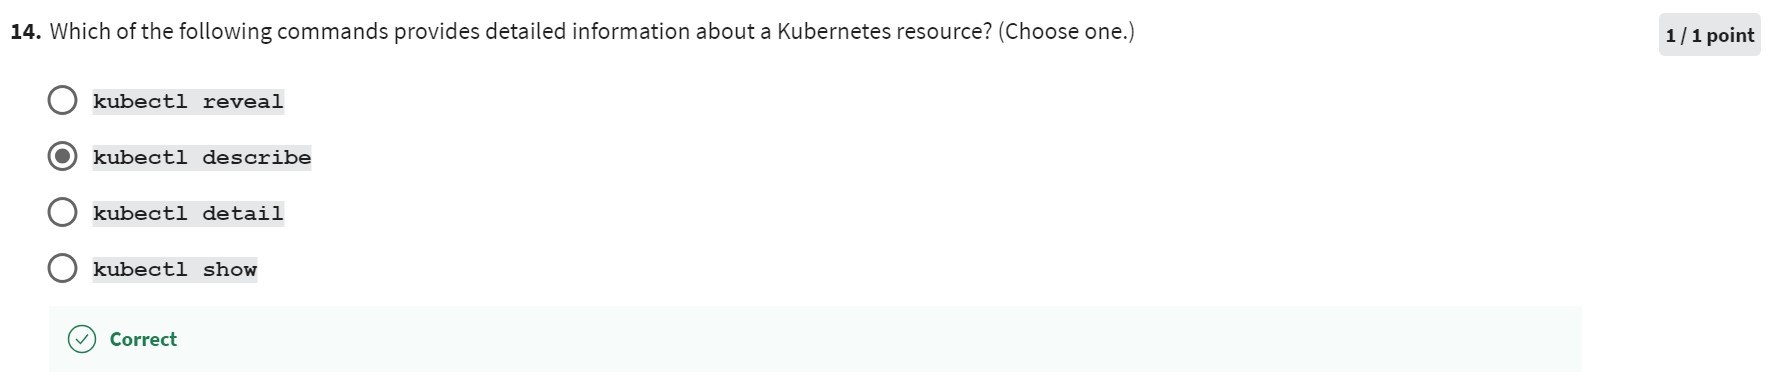 14. Which of the following commands provides detailed information about a Kubernetes resource? (Choose one.)
1 / 1 point
kubectl reveal
kubectl describe
kubectl detail
kubectl show
Correct